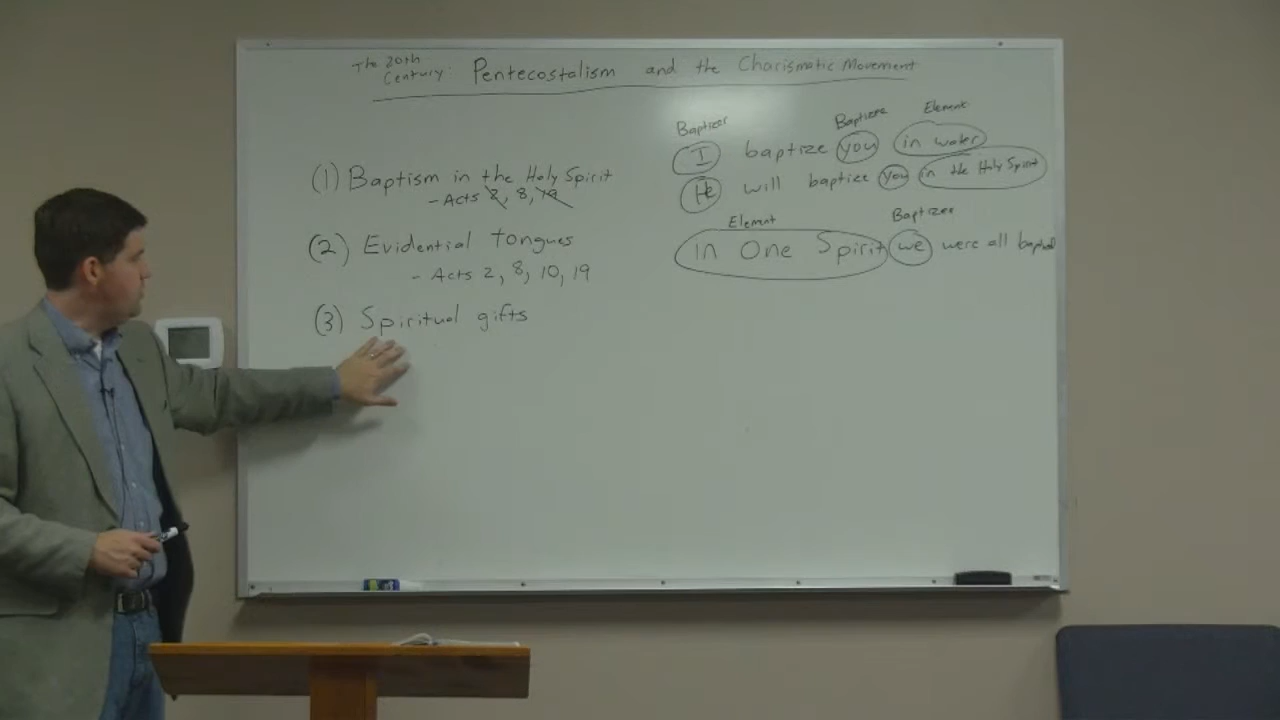 The 20th Century: Pentecostalism and the Charismatic Movement
(1) Baptism in the Holy Spirit
- Acts 2, 8, 19
(2) Evidential tongues
- Acts 2, 8, 10, 19
(3) Spiritual gifts
Baptizer Baptizee Element
I baptize you in water
He will baptize you in the Holy Spirit
Element Baptizee
in One Spirit we were all baptized